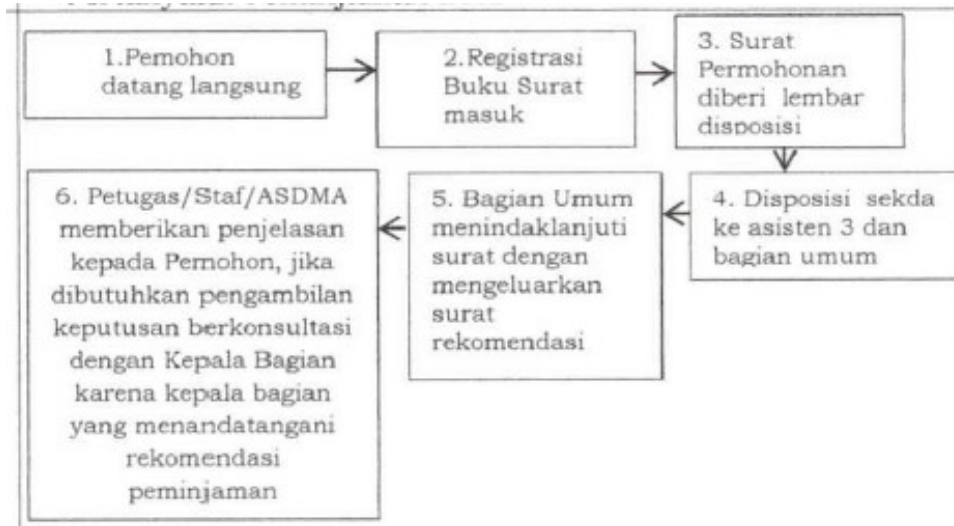 1.Pemohon
datang langsung
2.Registrasi
Buku Surat
masuk
3. Surat
Permohonan
diberi lembar
disposisi
4. Disposisi sekda
ke asisten 3 dan
bagian umum
5. Bagian Umum
menindaklanjuti
surat dengan
mengeluarkan
surat
rekomendasi
6. Petugas/Staf/ASDMA
memberikan penjelasan
kepada Pemohon, jika
dibutuhkan pengambilan
keputusan berkonsultasi
dengan Kepala Bagian
karena kepala bagian
yang menandatangani
rekomendasi
peminjaman